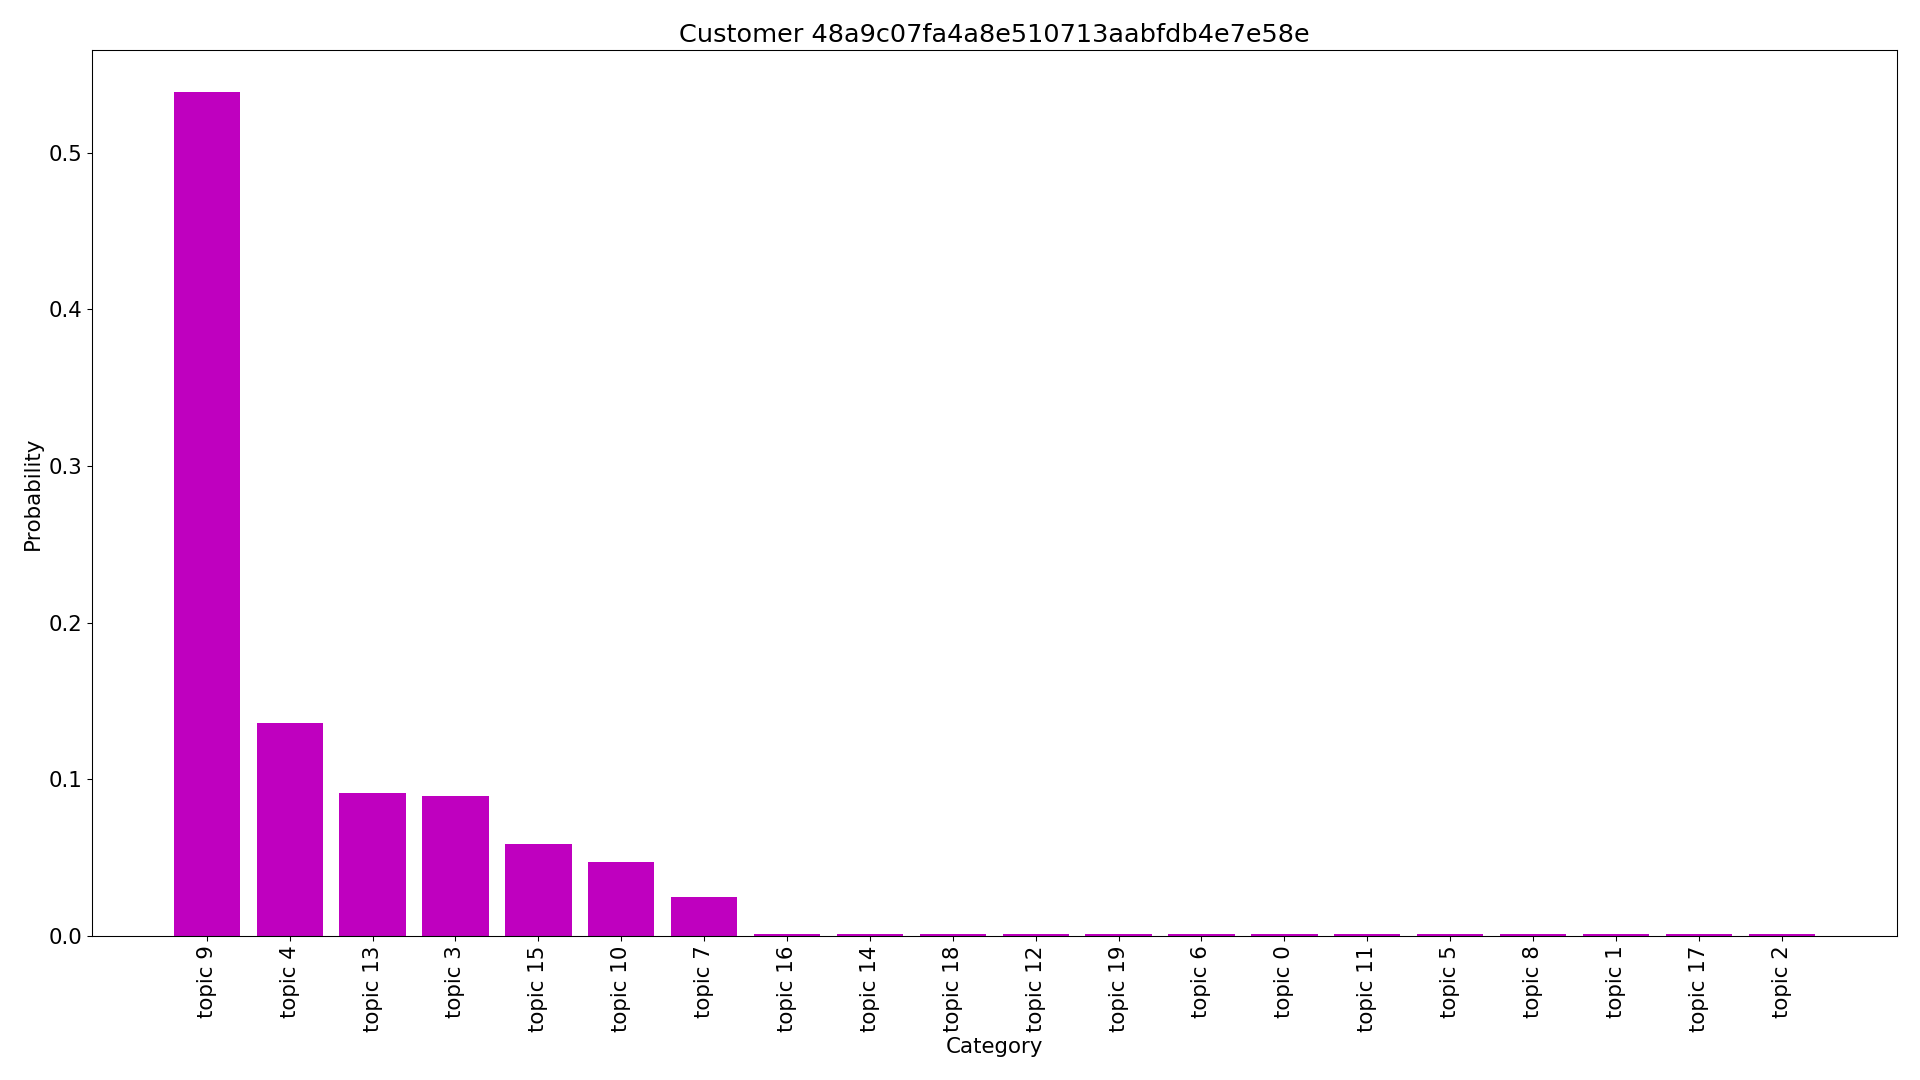 Customer 48a9c07fa4a8e510713aabfdb4e7e58e
Probability
0.5
0.4
0.3
0.2
0.1
0.0
topic 9
topic 4
topic 13
topic 3
topic 15
topic 10
topic 7
topic 16
topic 14
topic 18
topic 12
topic 19
topic 6
topic 0
topic 11
topic 5
topic 8
topic 1
topic 17
topic 2
Category